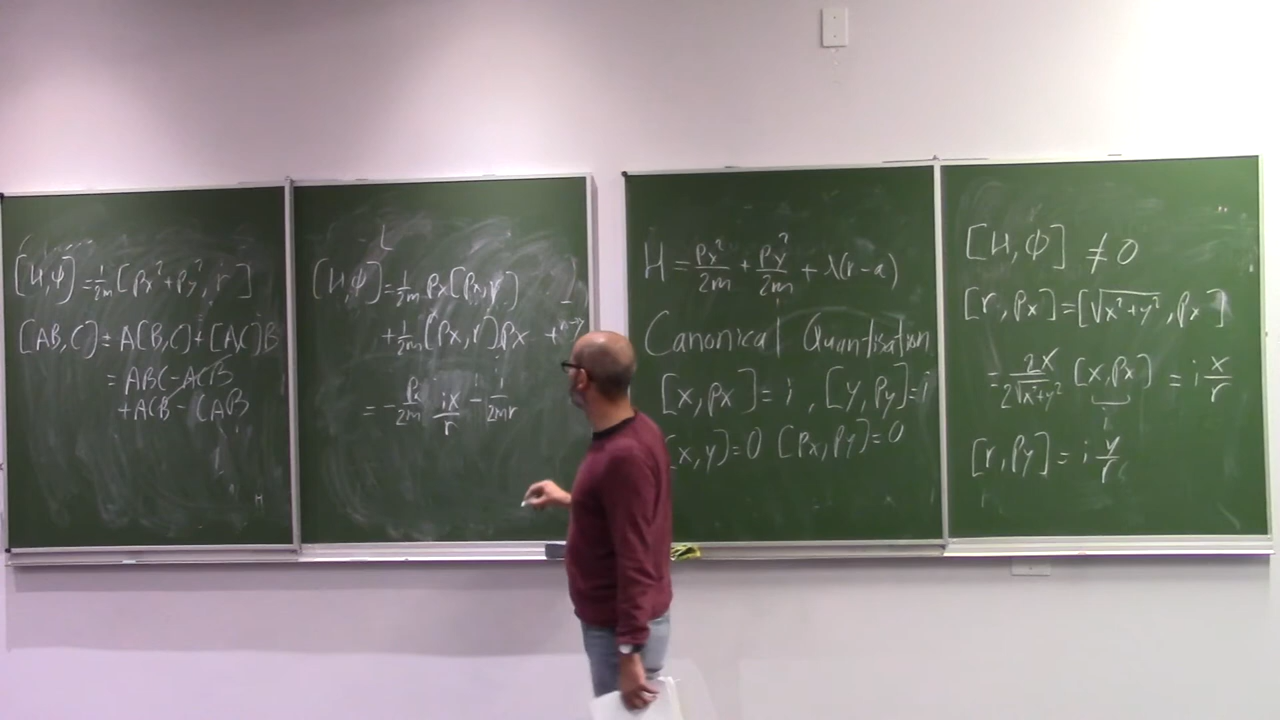 [H,φ] = 1/2m [Px² + Py², r]
[AB,C] = A[B,C] + [A,C]B
= ABC - ACB
+ ACB - CAB
H
[H,φ] = 1/2m Px[Px,r]
+ 1/2m [Px,r]Px +
= - Px/2m ix/r - i/2mr
H = Px²/2m + Py²/2m + λ(r-a)
Canonical Quantisation
[x,Px] = i , [y,Py] = i
[x,y] = 0 [Px,Py] = 0
[H,φ] ≠ 0
[r,Px] = [√x²+y², Px]
= 2x/2√x²+y² [x,Px] = i x/r
i
[r,Py] = i y/r